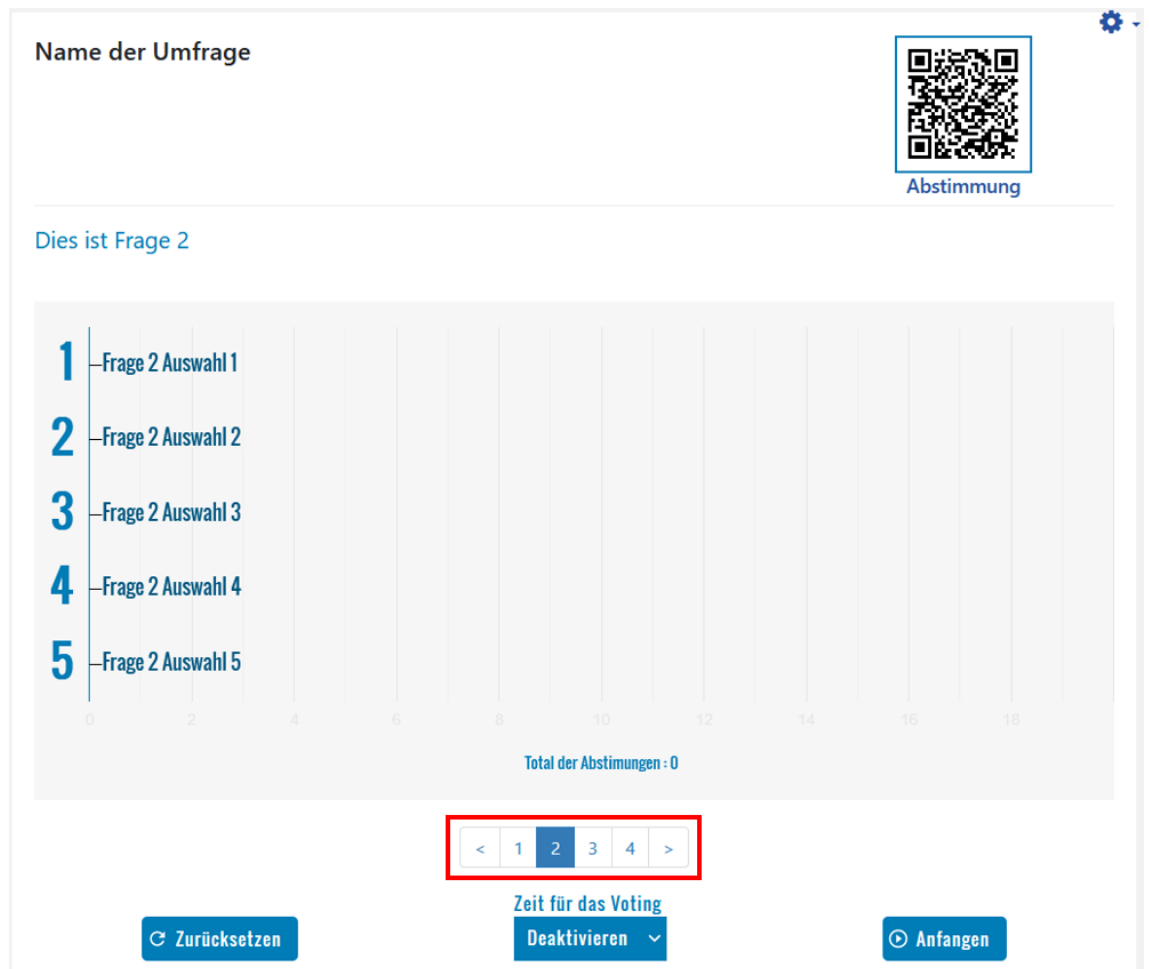 Name der Umfrage
Abstimmung
Dies ist Frage 2
1 Frage 2 Auswahl 1
2 Frage 2 Auswahl 2
3 Frage 2 Auswahl 3
4 Frage 2 Auswahl 4
5 Frage 2 Auswahl 5
0 2 4 6 8 10 12 14 16 18
Total der Abstimungen : 0
< 1 2 3 4 >
Zeit für das Voting
Zurücksetzen Deaktivieren Anfangen